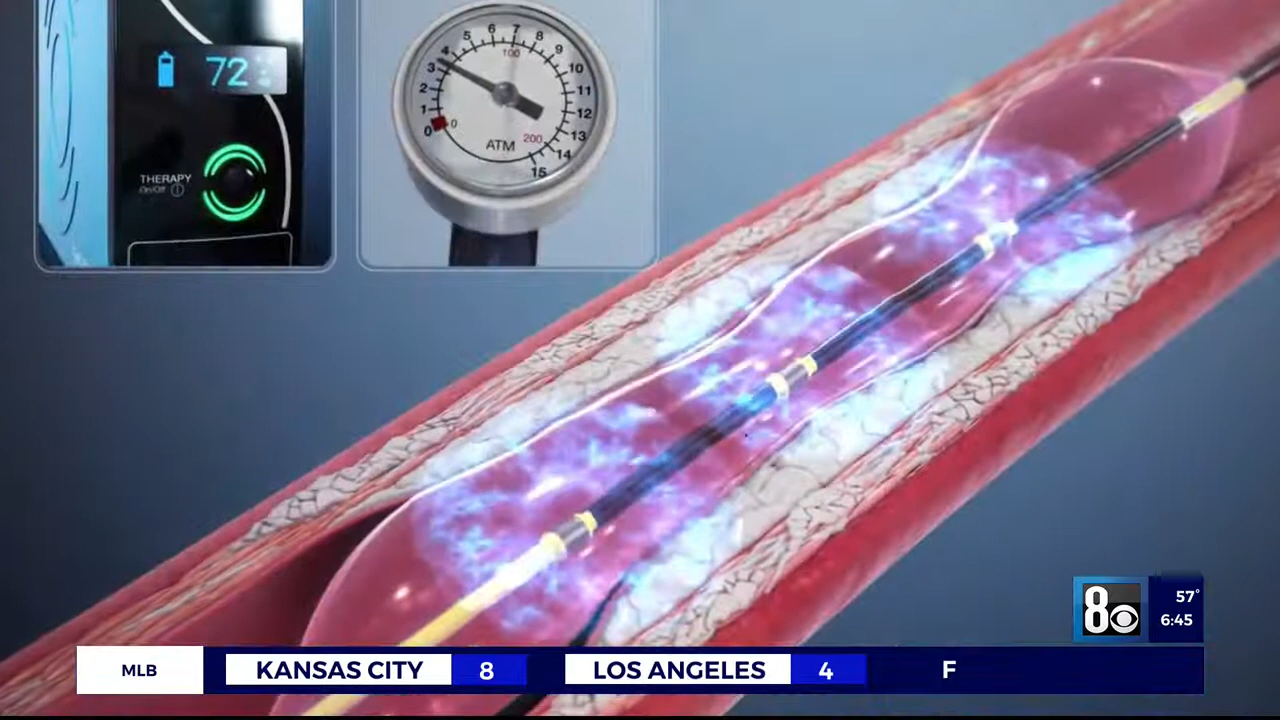 72
THERAPY
On/Off
0 1 2 3 4 5 6 7 8 9 10 11 12 13 14 15
0 100 200
ATM
8
57°
6:45
MLB KANSAS CITY 8 LOS ANGELES 4 F